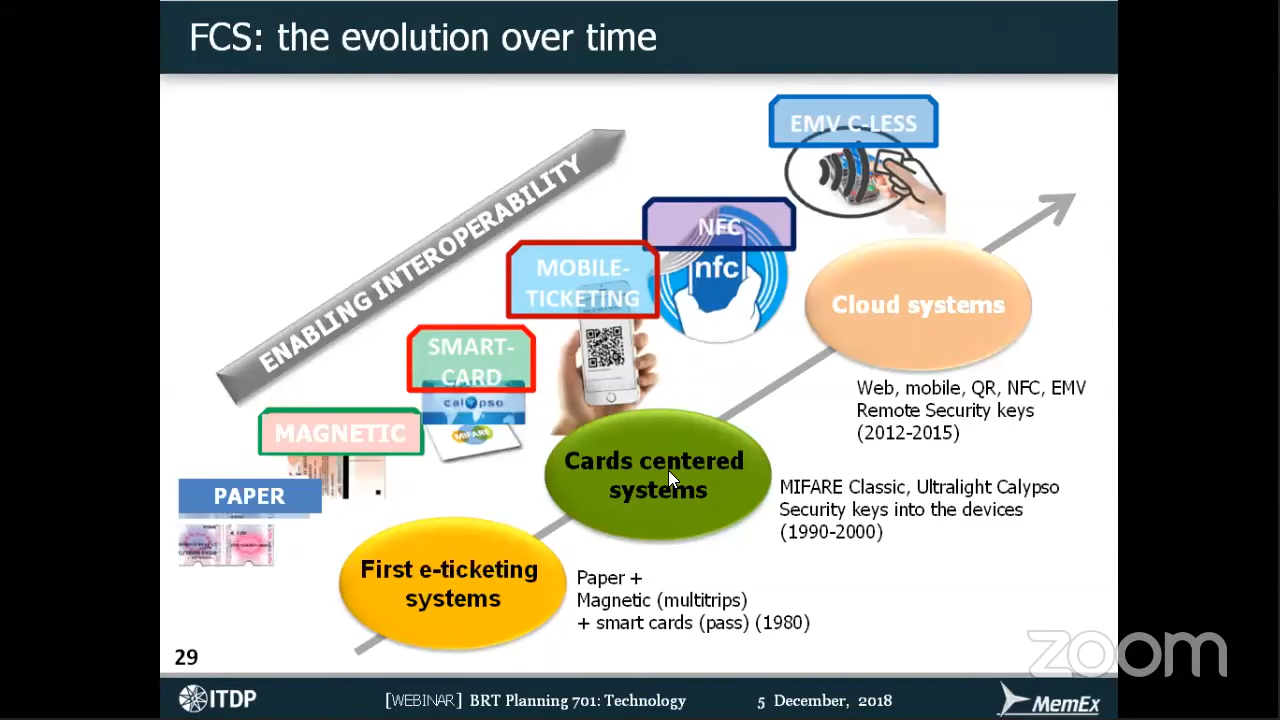 FCS: the evolution over time
EMV C-LESS
ENABLING INTEROPERABILITY
NFC
nfc
MOBILE-
TICKETING
Cloud systems
SMART-
CARD
calypso
MIFARE
Web, mobile, QR, NFC, EMV
Remote Security keys
(2012-2015)
MAGNETIC
Cards centered
systems
MIFARE Classic, Ultralight Calypso
Security keys into the devices
(1990-2000)
PAPER
First e-ticketing
systems
Paper +
Magnetic (multitrips)
+ smart cards (pass) (1980)
29
zoom
ITDP
[WEBINAR] BRT Planning 701: Technology
5 December, 2018
MemEx